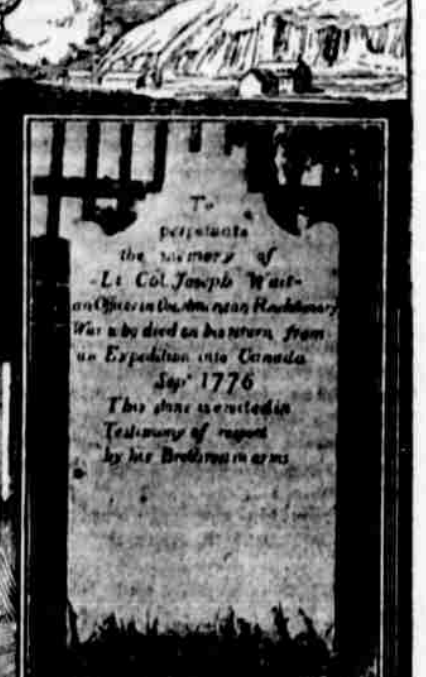 To
perpetuate
the memory of
Lt Col. Joseph Wait
an Officer in the American Revolutionary
War who died on his return from
an Expedition into Canada
Sepr 1776
This stone is erected in
Testimony of respect
by his Brethren in arms